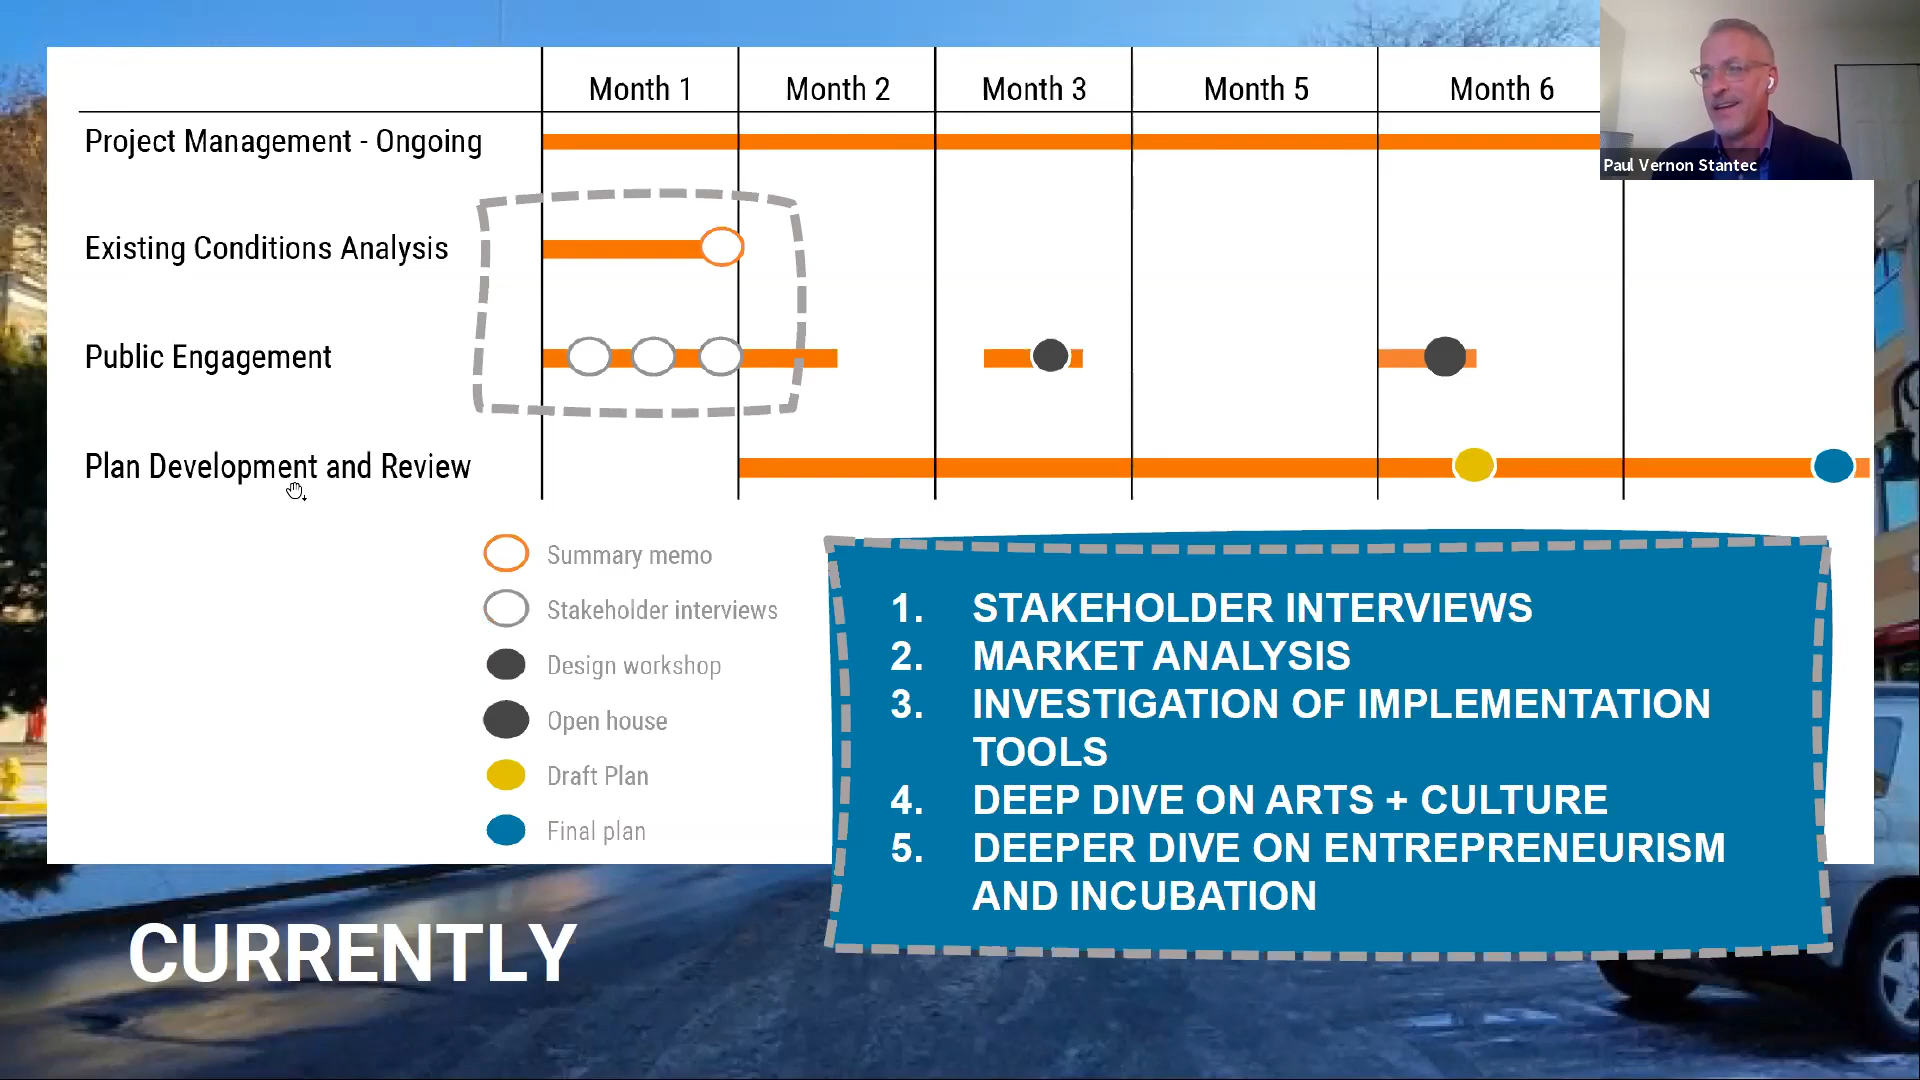 Month 1
Month 2
Month 3
Month 5
Month 6
Project Management - Ongoing
Paul Vernon Stantec
Existing Conditions Analysis
Public Engagement
Plan Development and Review
Summary memo
Stakeholder interviews
Design workshop
Open house
Draft Plan
Final plan
1. STAKEHOLDER INTERVIEWS
2. MARKET ANALYSIS
3. INVESTIGATION OF IMPLEMENTATION
TOOLS
4. DEEP DIVE ON ARTS + CULTURE
5. DEEPER DIVE ON ENTREPRENEURISM
AND INCUBATION
CURRENTLY